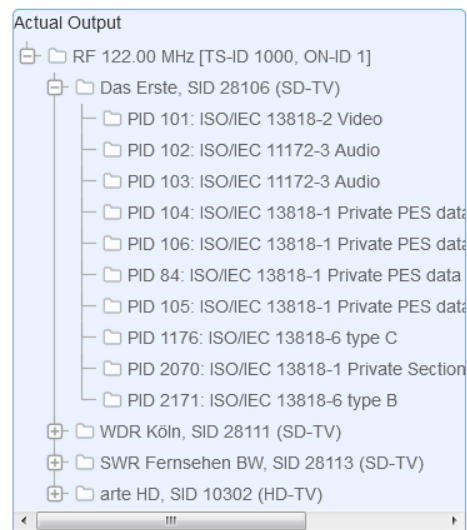 Actual Output
RF 122.00 MHz [TS-ID 1000, ON-ID 1]
Das Erste, SID 28106 (SD-TV)
PID 101: ISO/IEC 13818-2 Video
PID 102: ISO/IEC 11172-3 Audio
PID 103: ISO/IEC 11172-3 Audio
PID 104: ISO/IEC 13818-1 Private PES data
PID 106: ISO/IEC 13818-1 Private PES data
PID 84: ISO/IEC 13818-1 Private PES data
PID 105: ISO/IEC 13818-1 Private PES data
PID 1176: ISO/IEC 13818-6 type C
PID 2070: ISO/IEC 13818-1 Private Section
PID 2171: ISO/IEC 13818-6 type B
WDR Köln, SID 28111 (SD-TV)
SWR Fernsehen BW, SID 28113 (SD-TV)
arte HD, SID 10302 (HD-TV)